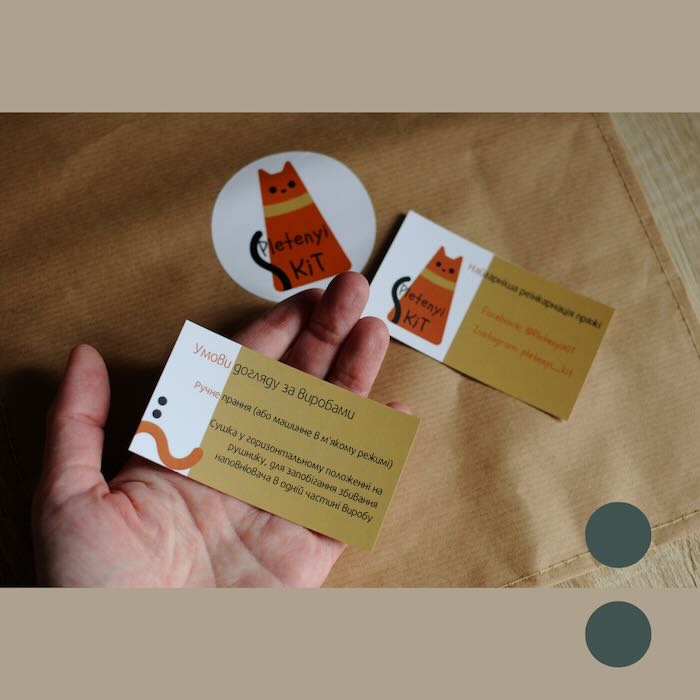 Pletenyi
KiT
Pletenyi
KiT
Найгарніша реінкарнація пряжі
Facebook: @PletenyiKIT
Instagram: pletenyi_kit
Умови догляду за виробами
Ручне прання (або машинне в м'якому режимі)
Сушка у горизонтальному положенні на
рушнику, для запобігання збивання
наповнювача в одній частині виробу